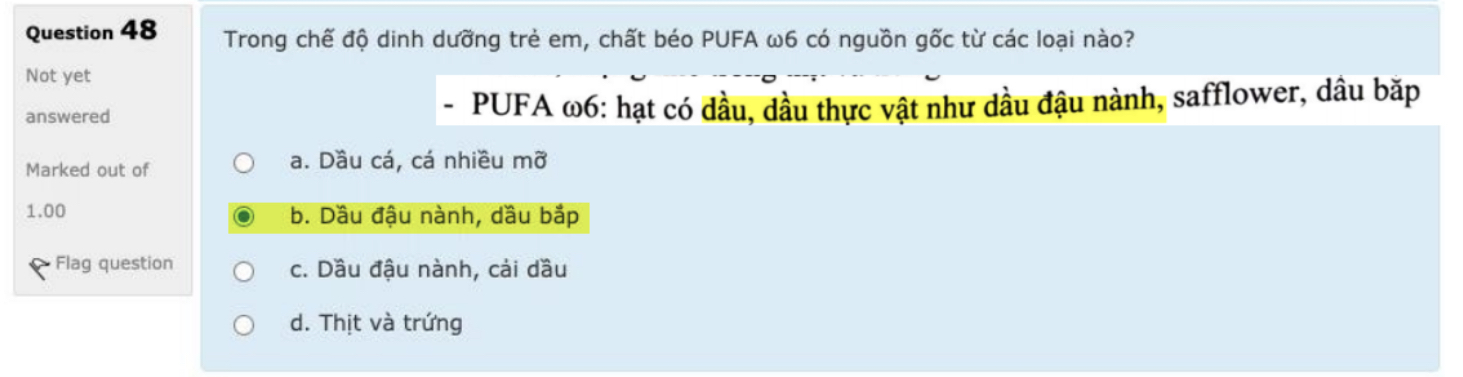 Question 48
Not yet
answered
Marked out of
1.00
Flag question
Trong chế độ dinh dưỡng trẻ em, chất béo PUFA ω6 có nguồn gốc từ các loại nào?
- PUFA ω6: hạt có dầu, dầu thực vật như dầu đậu nành, safflower, dầu bắp
a. Dầu cá, cá nhiều mỡ
b. Dầu đậu nành, dầu bắp
c. Dầu đậu nành, cải dầu
d. Thịt và trứng